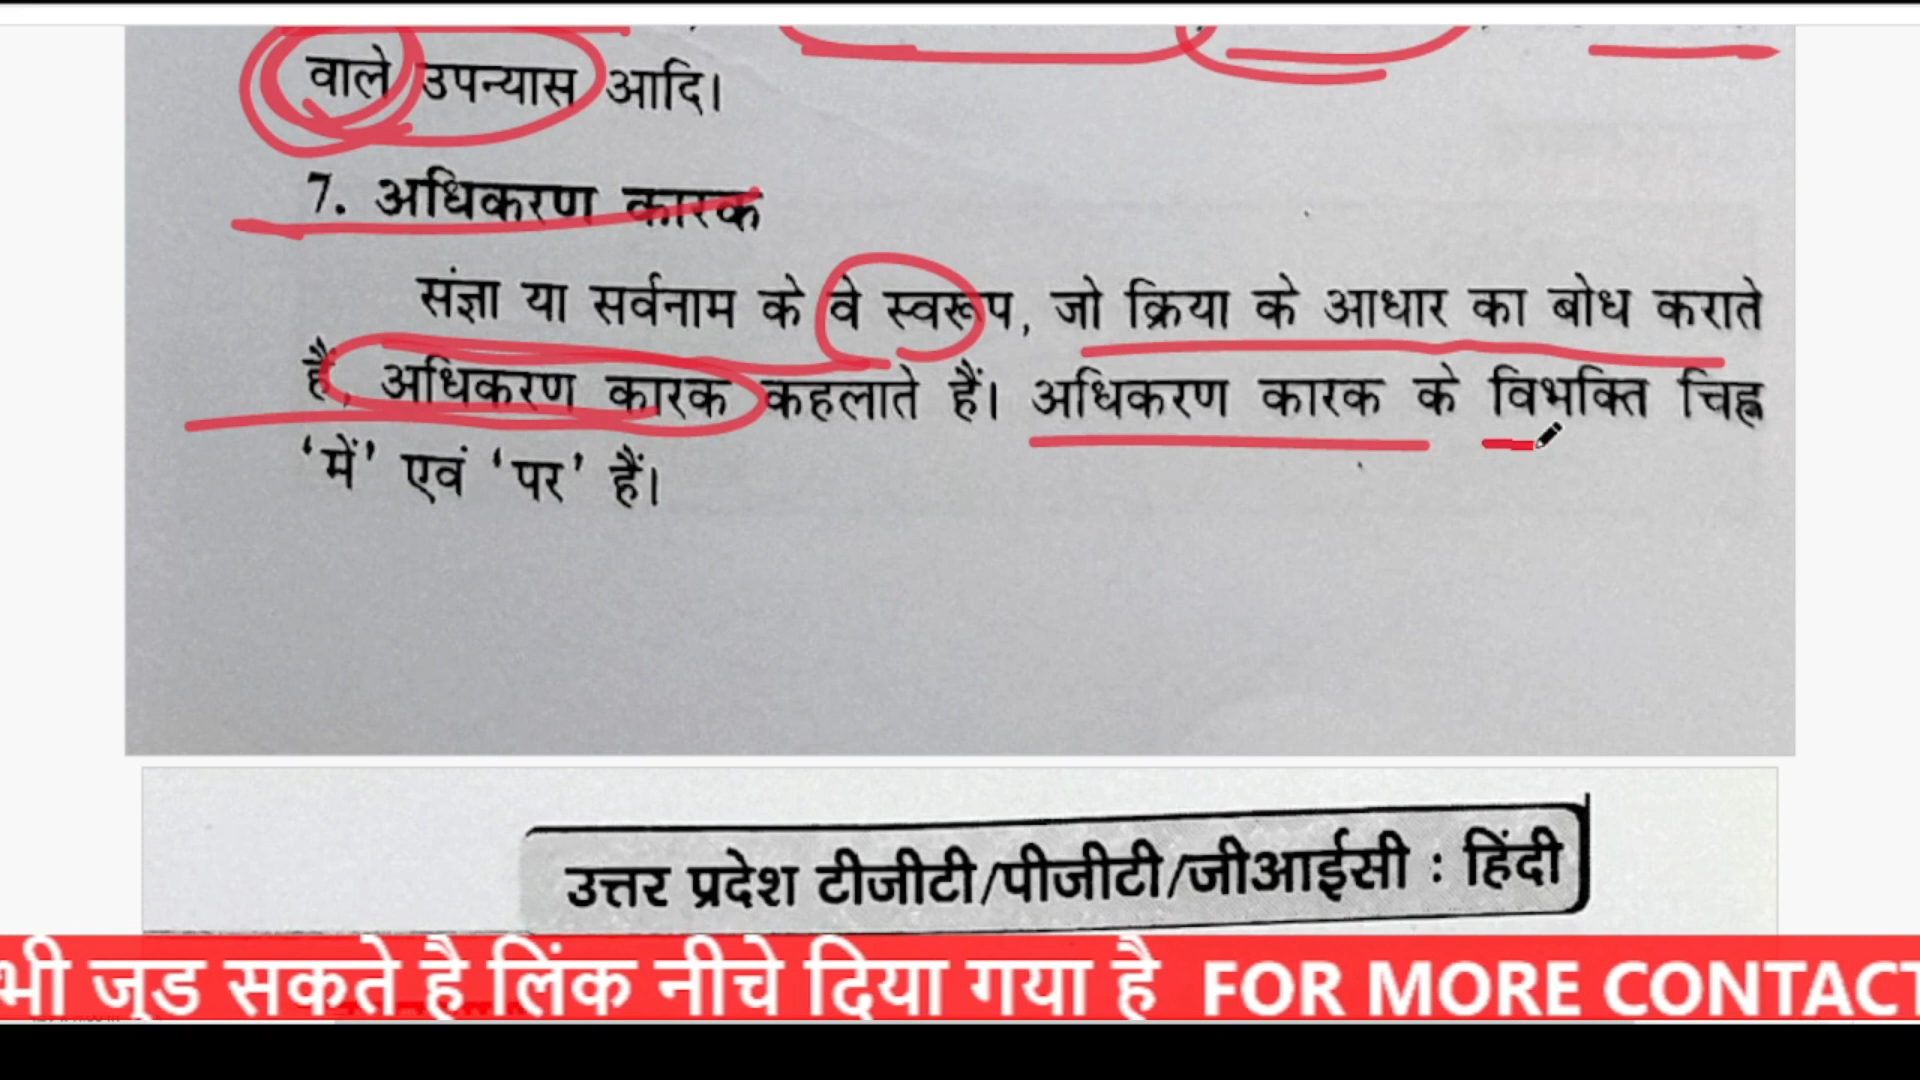 वाले उपन्यास आदि।
7. अधिकरण कारक
संज्ञा या सर्वनाम के वे स्वरूप, जो क्रिया के आधार का बोध कराते
हैं, अधिकरण कारक कहलाते हैं। अधिकरण कारक के विभक्ति चिह्न
‘में’ एवं ‘पर’ हैं।
उत्तर प्रदेश टीजीटी/पीजीटी/जीआईसी : हिंदी
भी जुड सकते है लिंक नीचे दिया गया है FOR MORE CONTACT